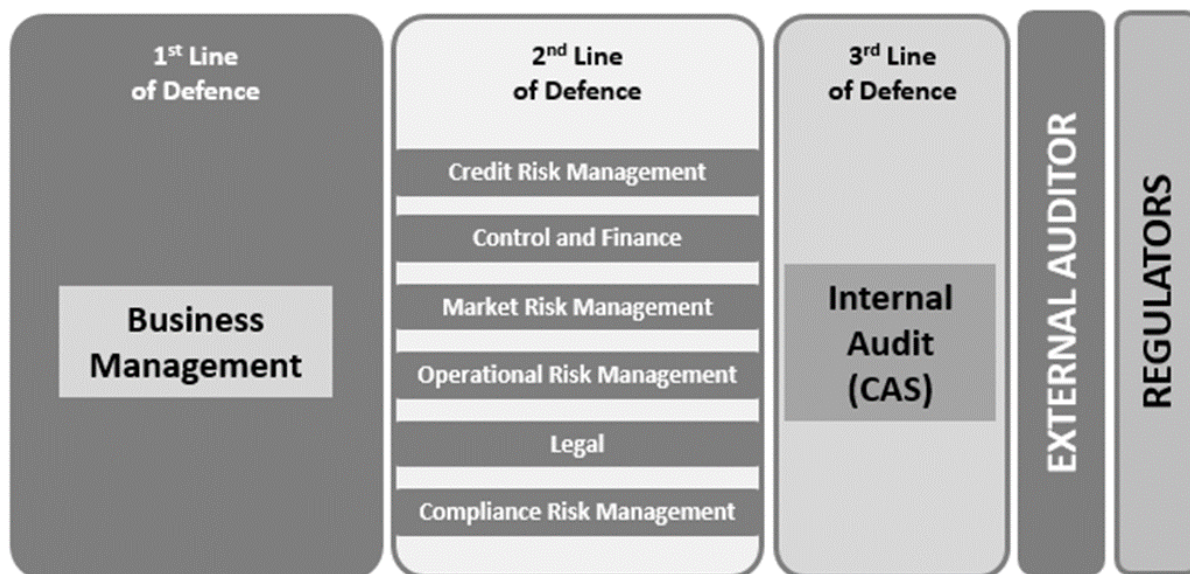 1st Line
of Defence
Business
Management
2nd Line
of Defence
Credit Risk Management
Control and Finance
Market Risk Management
Operational Risk Management
Legal
Compliance Risk Management
3rd Line
of Defence
Internal
Audit
(CAS)
EXTERNAL AUDITOR
REGULATORS